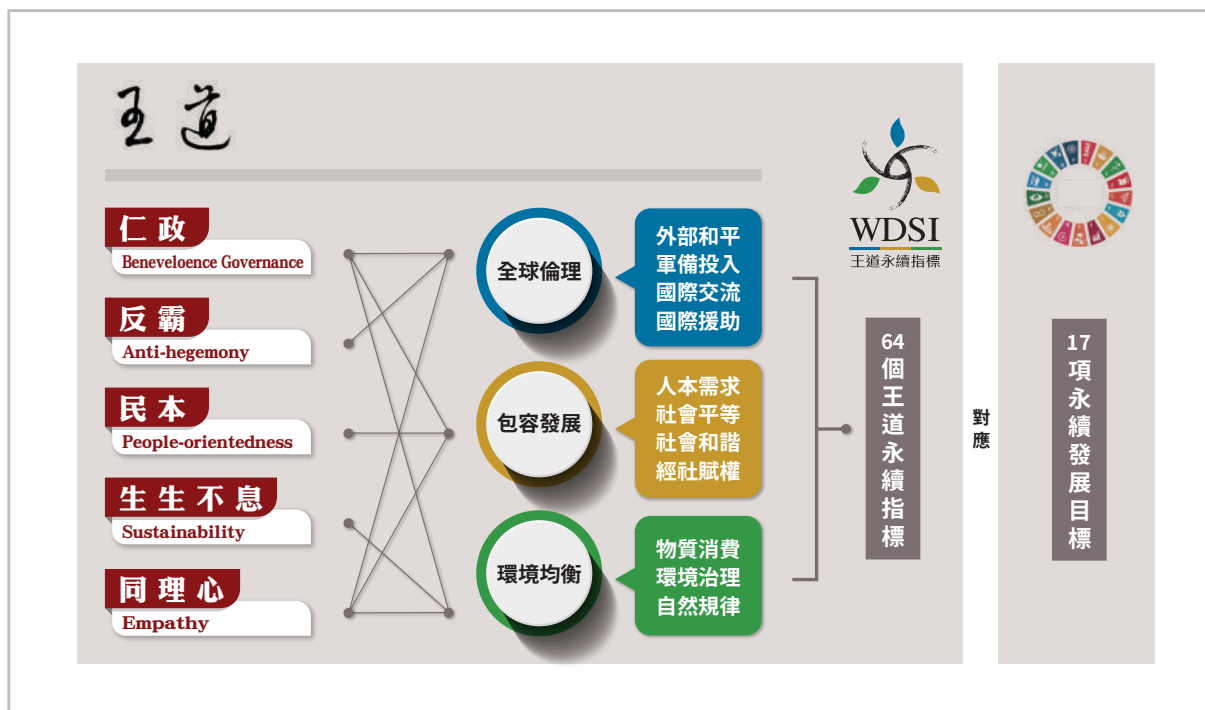 王道
仁政
Beneveloence Governance
反霸
Anti-hegemony
民本
People-orientedness
生生不息
Sustainability
同理心
Empathy
全球倫理
外部和平
軍備投入
國際交流
國際援助
包容發展
人本需求
社會平等
社會和諧
經社賦權
環境均衡
物質消費
環境治理
自然規律
WDSI
王道永續指標
64個王道永續指標
對應
17項永續發展目標